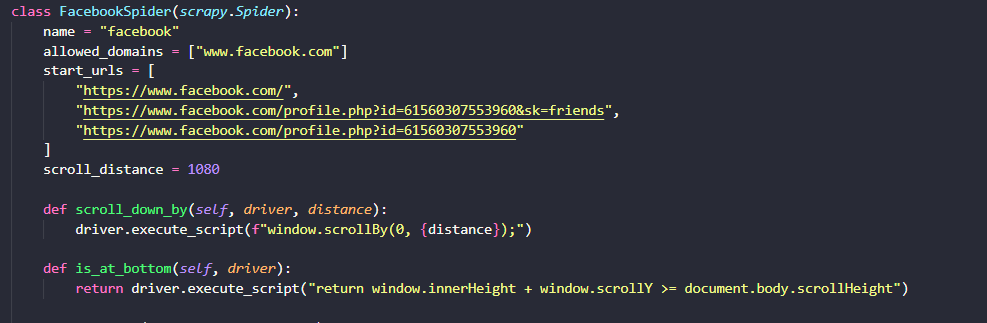 class FacebookSpider(scrapy.Spider):
    name = "facebook"
    allowed_domains = ["www.facebook.com"]
    start_urls = [
        "https://www.facebook.com/",
        "https://www.facebook.com/profile.php?id=61560307553960&sk=friends",
        "https://www.facebook.com/profile.php?id=61560307553960"
    ]
    scroll_distance = 1080

    def scroll_down_by(self, driver, distance):
        driver.execute_script(f"window.scrollBy(0, {distance});")

    def is_at_bottom(self, driver):
        return driver.execute_script("return window.innerHeight + window.scrollY >= document.body.scrollHeight")